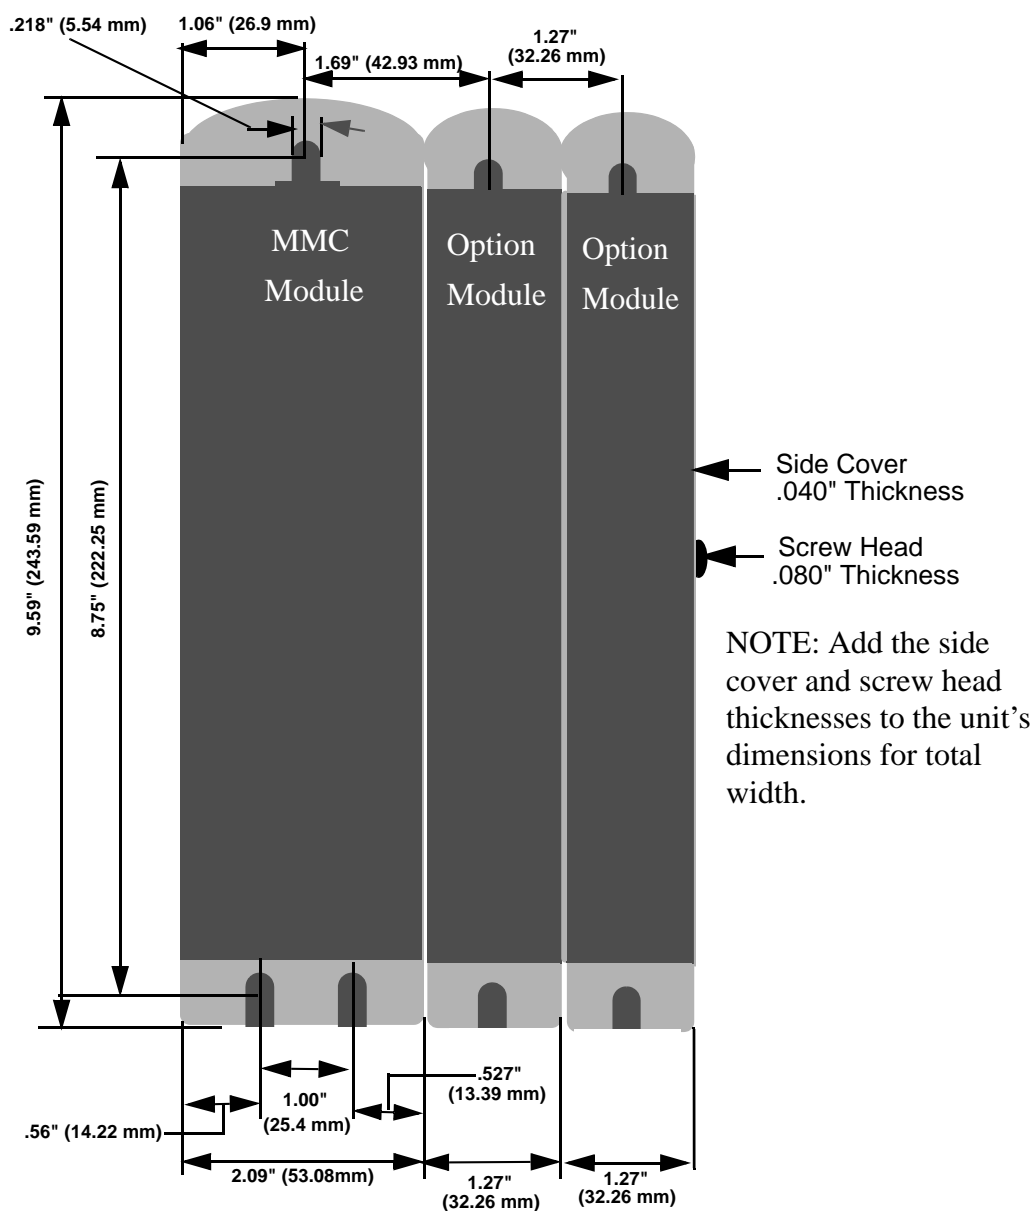 .218" (5.54 mm)
1.06" (26.9 mm)
1.69" (42.93 mm)
1.27"
(32.26 mm)
MMC
Module
Option
Module
Option
Module
9.59" (243.59 mm)
8.75" (222.25 mm)
Side Cover
.040" Thickness
Screw Head
.080" Thickness
NOTE: Add the side
cover and screw head
thicknesses to the unit’s
dimensions for total
width.
.56" (14.22 mm)
1.00"
(25.4 mm)
.527"
(13.39 mm)
2.09" (53.08mm)
1.27"
(32.26 mm)
1.27"
(32.26 mm)